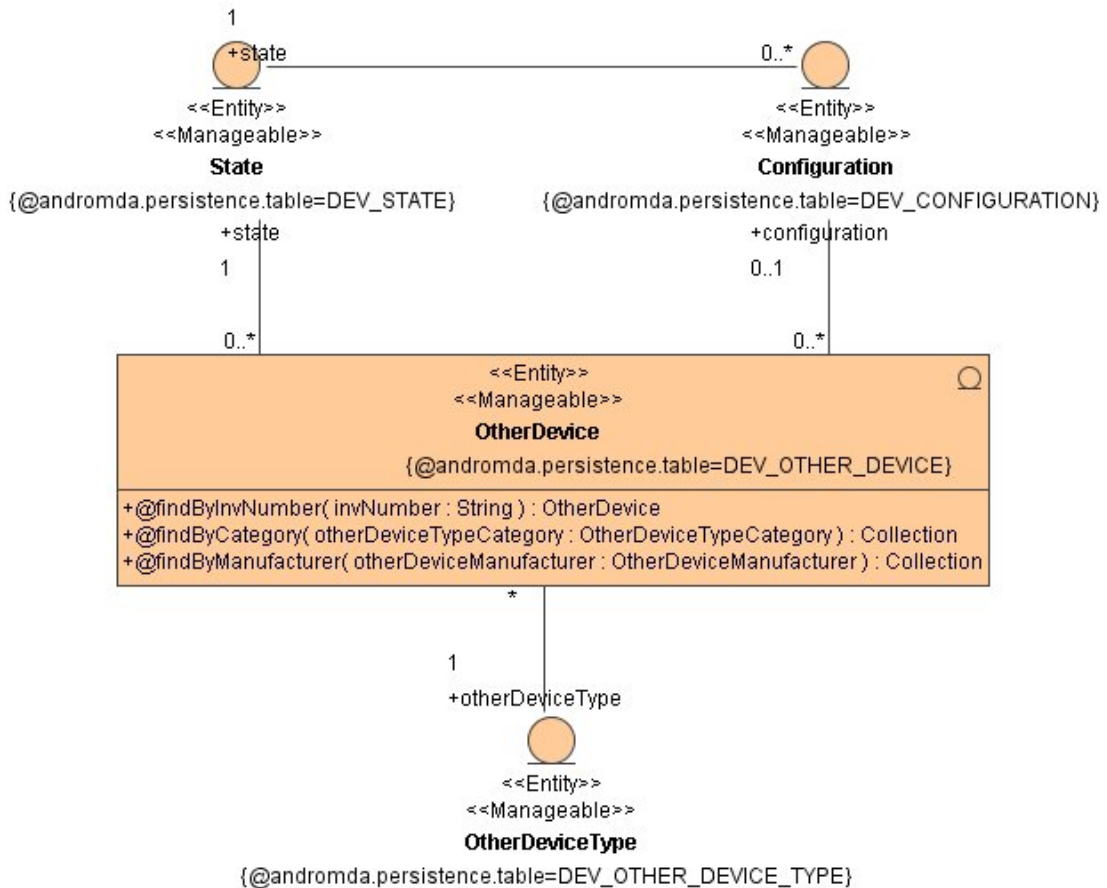 1
+state
0..*
<<Entity>>
<<Manageable>>
State
{@andromda.persistence.table=DEV_STATE}
<<Entity>>
<<Manageable>>
Configuration
{@andromda.persistence.table=DEV_CONFIGURATION}
+state
1
0..*
+configuration
0..1
0..*
<<Entity>>
<<Manageable>>
OtherDevice
{@andromda.persistence.table=DEV_OTHER_DEVICE}
+@findByInvNumber( invNumber : String ) : OtherDevice
+@findByCategory( otherDeviceTypeCategory : OtherDeviceTypeCategory ) : Collection
+@findByManufacturer( otherDeviceManufacturer : OtherDeviceManufacturer ) : Collection
*
1
+otherDeviceType
<<Entity>>
<<Manageable>>
OtherDeviceType
{@andromda.persistence.table=DEV_OTHER_DEVICE_TYPE}